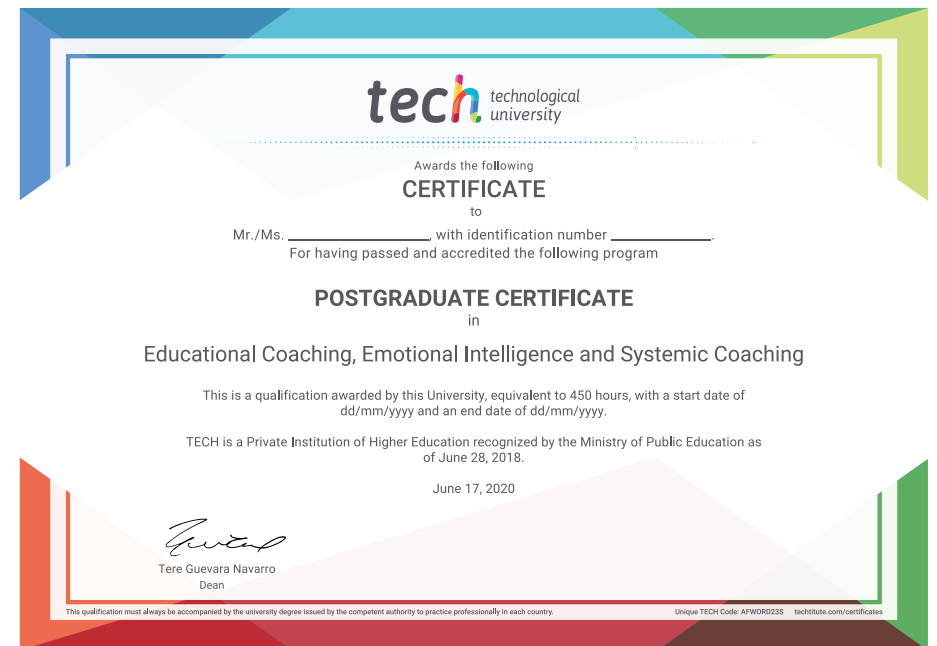 tech technological
university
Awards the following
CERTIFICATE
to
Mr./Ms. ____________________, with identification number ______________.
For having passed and accredited the following program
POSTGRADUATE CERTIFICATE
in
Educational Coaching, Emotional Intelligence and Systemic Coaching
This is a qualification awarded by this University, equivalent to 450 hours, with a start date of
dd/mm/yyyy and an end date of dd/mm/yyyy.
TECH is a Private Institution of Higher Education recognized by the Ministry of Public Education as
of June 28, 2018.
June 17, 2020
Tere Guevara Navarro
Dean
This qualification must always be accompanied by the university degree issued by the competent authority to practice professionally in each country.
Unique TECH Code: AFWORD23S techtitute.com/certificates